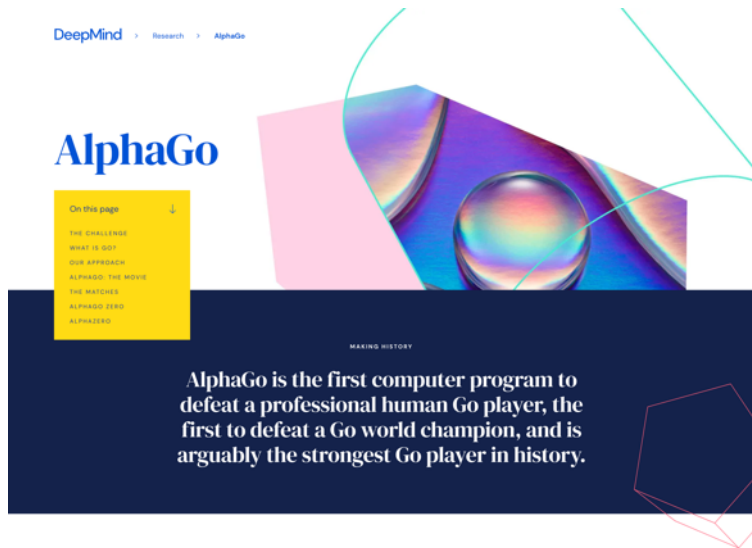 DeepMind > Research > AlphaGo
AlphaGo
On this page ↓
THE CHALLENGE
WHAT IS GO?
OUR APPROACH
ALPHAGO: THE MOVIE
THE MATCHES
ALPHAGO ZERO
ALPHAZERO
MAKING HISTORY
AlphaGo is the first computer program to
defeat a professional human Go player, the
first to defeat a Go world champion, and is
arguably the strongest Go player in history.